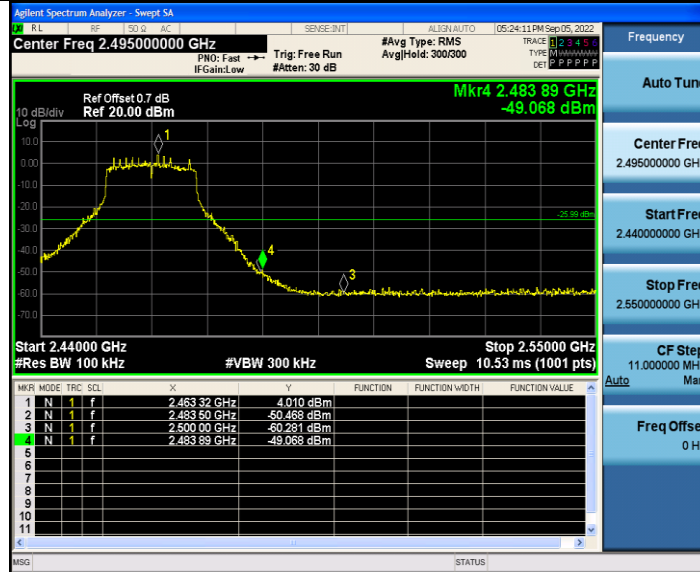 Agilent Spectrum Analyzer - Swept SA
RL RF 50 Ω AC SENSE:INT ALIGN AUTO 05:24:11 PM Sep 05, 2022
Center Freq 2.495000000 GHz
#Avg Type: RMS
TRACE 1 2 3 4 5 6
PNO: Fast Trig: Free Run Avg|Hold: 300/300 TYPE M
IFGain:Low #Atten: 30 dB DET P P P P P P
Ref Offset 0.7 dB
Mkr4 2.483 89 GHz
10 dB/div Ref 20.00 dBm -49.068 dBm
Log
10.0
0.00
-10.0
-20.0
-30.0
-40.0
-50.0
-60.0
-70.0
1
4
3
-25.99 dBm
Start 2.44000 GHz Stop 2.55000 GHz
#Res BW 100 kHz #VBW 300 kHz Sweep 10.53 ms (1001 pts)
MKR MODE TRC SCL X Y FUNCTION FUNCTION WIDTH FUNCTION VALUE
1 N 1 f 2.463 32 GHz 4.010 dBm
2 N 1 f 2.483 50 GHz -50.468 dBm
3 N 1 f 2.500 00 GHz -60.281 dBm
4 N 1 f 2.483 89 GHz -49.068 dBm
5
6
7
8
9
10
11
MSG STATUS
Frequency
Auto Tune
Center Freq
2.495000000 GH
Start Freq
2.440000000 GH
Stop Freq
2.550000000 GH
CF Step
11.000000 MH
Auto Man
Freq Offset
0 H